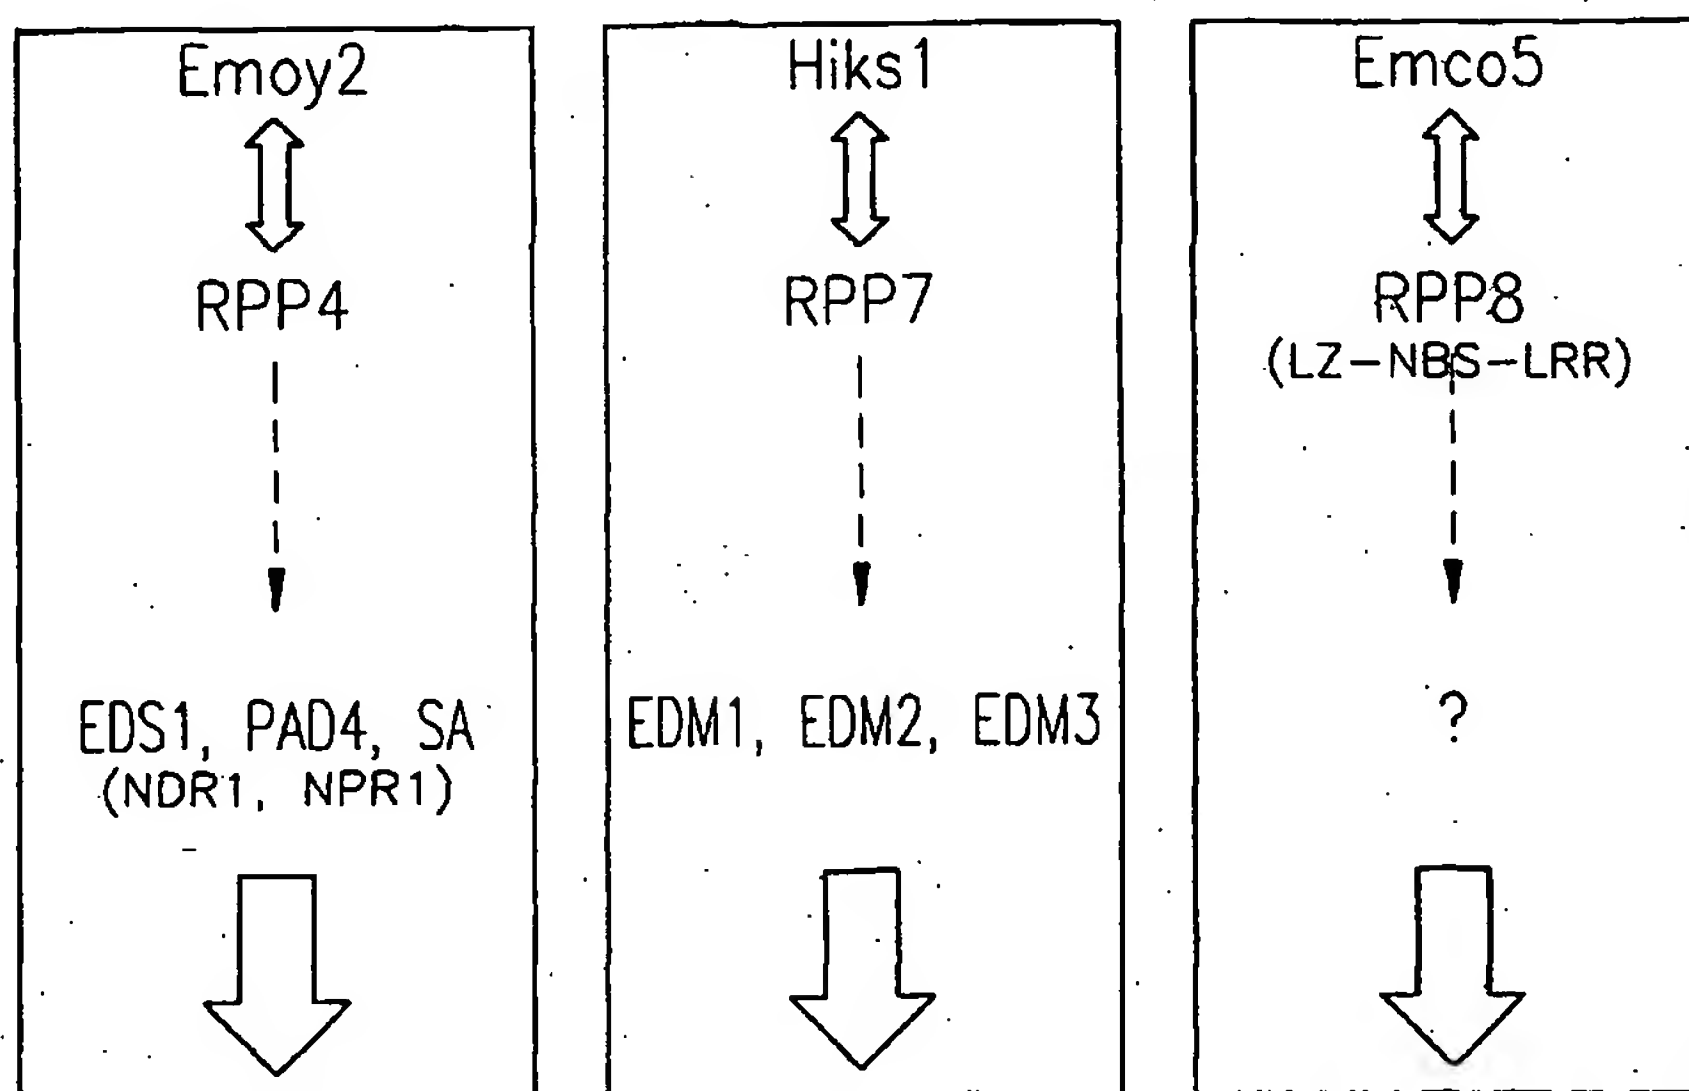 Emoy2
RPP4
EDS1, PAD4, SA
(NDR1, NPR1)
Hiks1
RPP7
EDM1, EDM2, EDM3
Emco5
RPP8
(LZ-NBS-LRR)
?